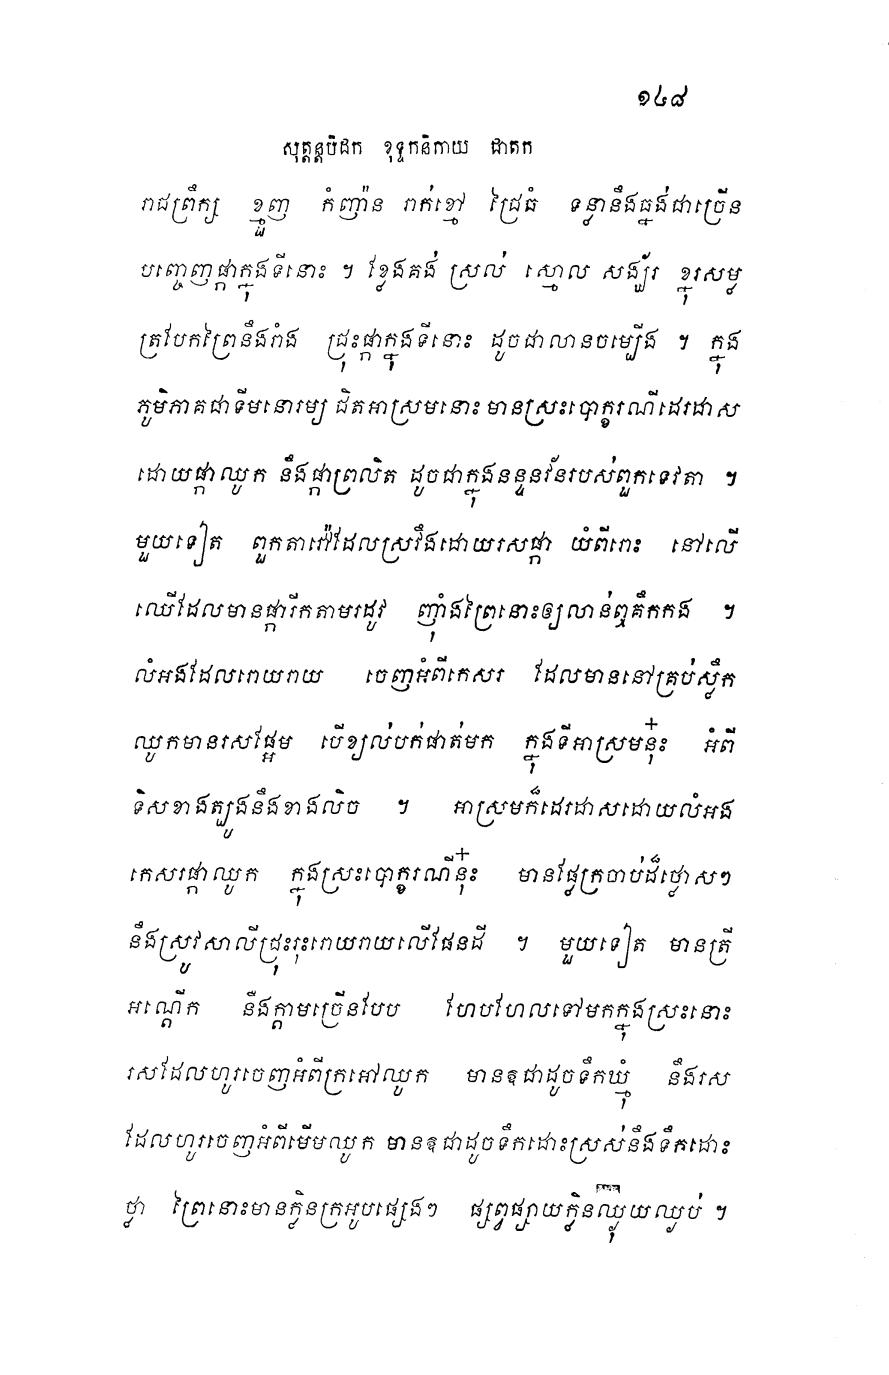 ១៤៨
សុត្តន្តបិដក ខុទ្ទកនិកាយ ជាតក
រាជព្រឹក្ស ខ្នួញ កំញ៉ាន រាក់ខ្មៅ ជ្រៃធំ ទន្លានឹងធ្នង់ជាច្រើន
បញ្ចេញផ្កាក្នុងទីនោះ ។ ខ្វែងគង់ ស្រល់ ស្មោល សង្ឃ័រ ខ្នុរសម្ល
ត្របែកព្រៃនឹងរាំង ជ្រុះផ្កាក្នុងទីនោះ ដូចជាលានចម្បើង ។ ក្នុង
ភូមិភាគជាទីមនោរម្យ ជិតអាស្រមនោះ មានស្រះបោក្ខរណីដេរដាស
ដោយផ្កាឈូក នឹងផ្កាព្រលិត ដូចជាក្នុងនន្ទនវ័នរបស់ពួកទេវតា ។
មួយទៀត ពួកតាវ៉ៅដែលស្រវឹងដោយរសផ្កា យំពីរោះ នៅលើ
ឈើដែលមានផ្ការីកតាមរដូវ ញ៉ាំងព្រៃនោះឲ្យលាន់ឮគឹកកង ។
លំអងដែលរោយរាយ ចេញអំពីកេសរ ដែលមាននៅគ្រប់ស្លឹក
ឈូកមានរសផ្អែម បើខ្យល់បក់ផាត់មក ក្នុងទីអាស្រមនុ៎ះ អំពី
ទិសខាងត្បូងនឹងខាងលិច ។ អាស្រមក៏ដេរដាសដោយលំអង
កេសរផ្កាឈូក ក្នុងស្រះបោក្ខរណីនុ៎ះ មានផ្លែក្រចាប់ដ៏ថ្លោសៗ
នឹងស្រូវសាលីជ្រុះរុះរោយរាយលើផែនដី ។ មួយទៀត មានត្រី
អណ្តើក នឹងក្តាមច្រើនបែប ហែបហែលទៅមកក្នុងស្រះនោះ
រសដែលហូរចេញអំពីក្រអៅឈូក មានឱជាដូចទឹកឃ្មុំ នឹងរស
ដែលហូរចេញអំពីមើមឈូក មានឱជាដូចទឹកដោះស្រស់នឹងទឹកដោះ
ថ្លា ព្រៃនោះមានក្លិនក្រអូបផ្សេងៗ ផ្សព្វផ្សាយក្លិនឈ្ងុយឈ្ងប់ ។